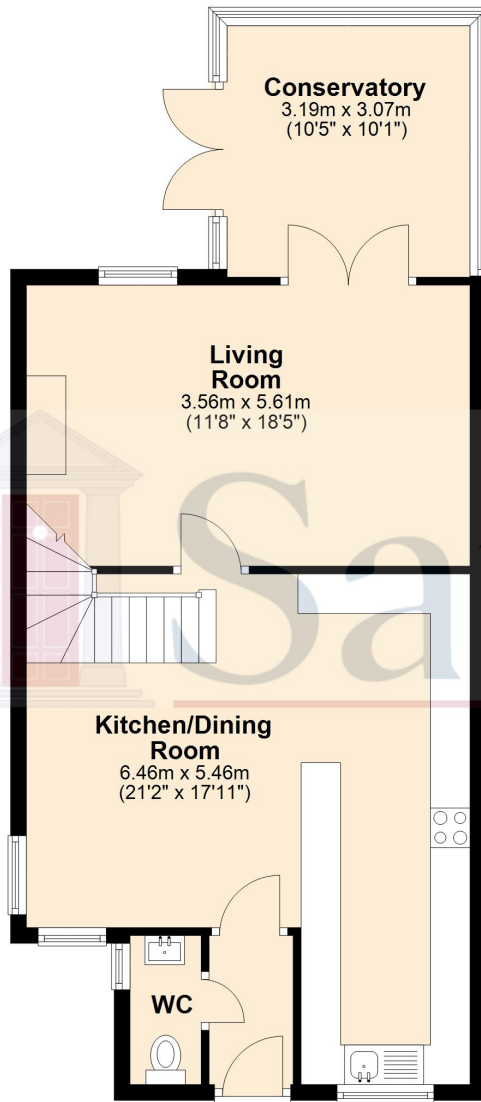 Conservatory
3.19m x 3.07m
(10'5" x 10'1")
Living
Room
3.56m x 5.61m
(11'8" x 18'5")
Sa
Kitchen/Dining
Room
6.46m x 5.46m
(21'2" x 17'11")
WC